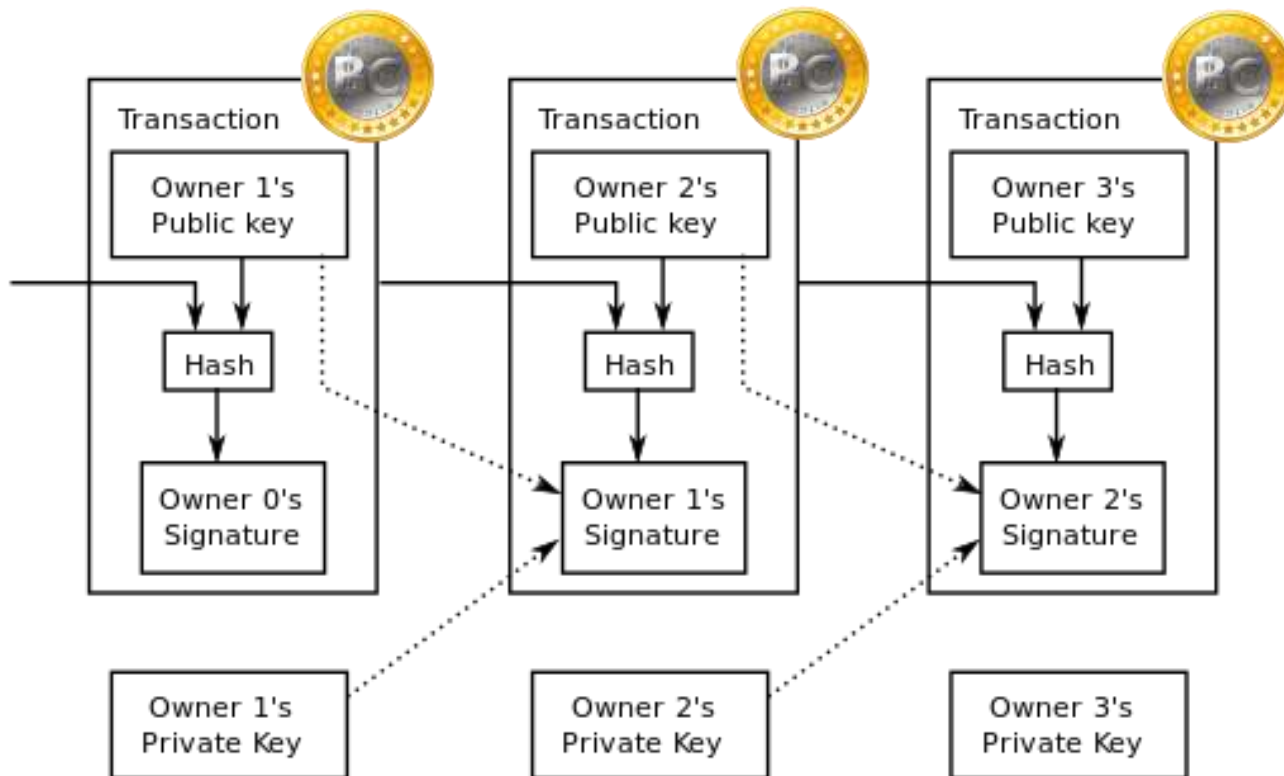 Transaction
Transaction
Transaction
Owner 1's
Public key
Owner 2's
Public key
Owner 3's
Public key
Hash
Hash
Hash
Owner 0's
Signature
Owner 1's
Signature
Owner 2's
Signature
Owner 1's
Private Key
Owner 2's
Private Key
Owner 3's
Private Key